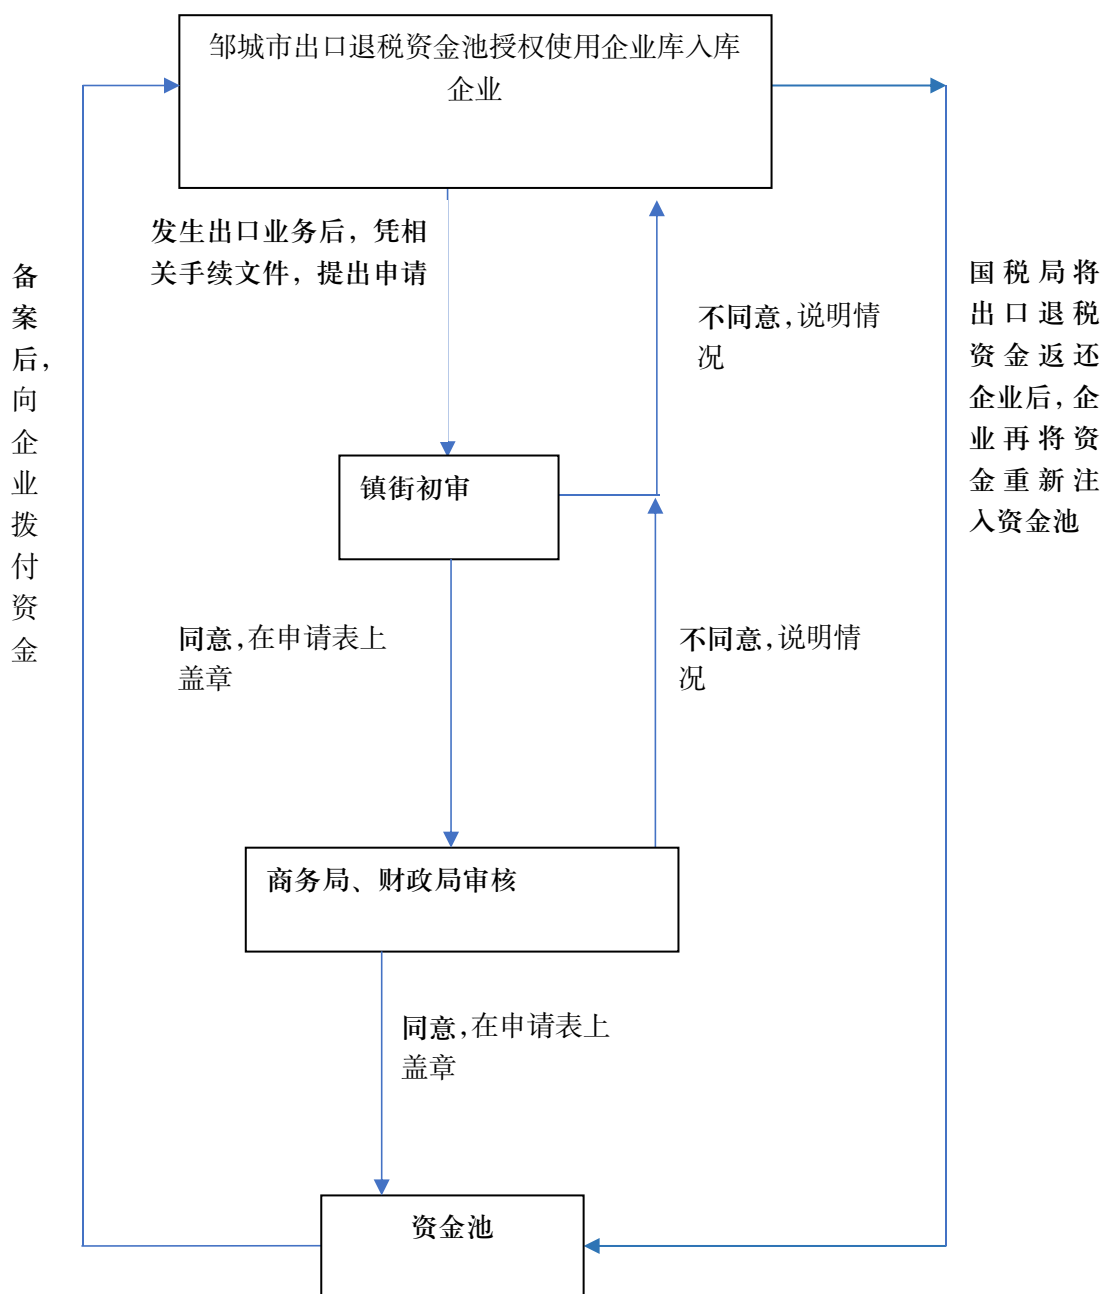 邹城市出口退税资金池授权使用企业库入库
企业
发生出口业务后，凭相
关手续文件，提出申请
备
案
后，
向
企
业
拨
付
资
金
不同意，说明情
况
国税局将
出口退税
资金返还
企业后，企
业再将资
金重新注
入资金池
镇街初审
同意，在申请表上
盖章
不同意，说明情
况
商务局、财政局审核
同意，在申请表上
盖章
资金池